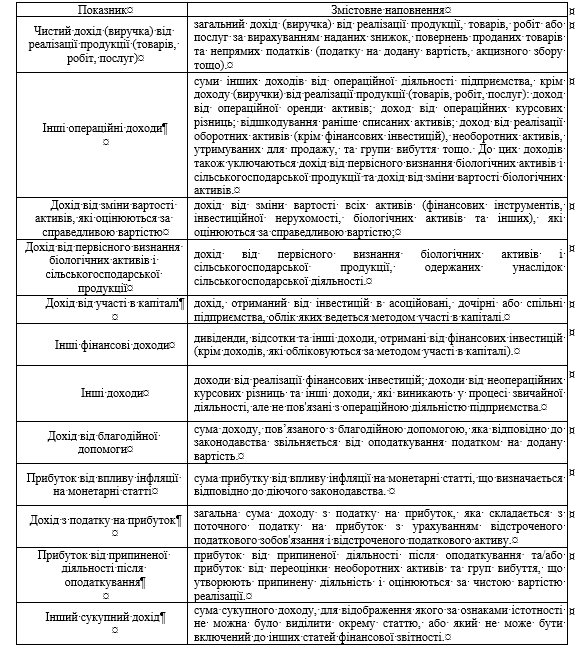 Показник
Змістовне наповнення
Чистий дохід (виручка) від
реалізації продукції (товарів,
робіт, послуг)
загальний дохід (виручка) від реалізації продукції, товарів, робіт або
послуг за вирахуванням наданих знижок, повернень проданих товарів
та непрямих податків (податку на додану вартість, акцизного збору
тощо).
Інші операційні доходи
суми інших доходів від операційної діяльності підприємства, крім
доходу (виручки) від реалізації продукції (товарів, робіт, послуг): доход
від операційної оренди активів; доход від операційних курсових
різниць; відшкодування раніше списаних активів; доход від реалізації
оборотних активів (крім фінансових інвестицій), необоротних активів,
утримуваних для продажу, та групи вибуття тощо. До цих доходів
також уключаються дохід від первісного визнання біологічних активів і
сільськогосподарської продукції та дохід від зміни вартості біологічних
активів.
Дохід від зміни вартості
активів, які оцінюються за
справедливою вартістю
дохід від зміни вартості всіх активів (фінансових інструментів,
інвестиційної нерухомості, біологічних активів та інших), які
оцінюються за справедливою вартістю;
Дохід від первісного визнання
біологічних активів і
сільськогосподарської
продукції
дохід від первісного визнання біологічних активів і
сільськогосподарської продукції, одержаних унаслідок
сільськогосподарської діяльності.
Дохід від участі в капіталі
дохід, отриманий від інвестицій в асоційовані, дочірні або спільні
підприємства, облік яких ведеться методом участі в капіталі.
Інші фінансові доходи
дивіденди, відсотки та інші доходи, отримані від фінансових інвестицій
(крім доходів, які обліковуються за методом участі в капіталі).
Інші доходи
доходи від реалізації фінансових інвестицій; доходи від неопераційних
курсових різниць та інші доходи, які виникають у процесі звичайної
діяльності, але не пов'язані з операційною діяльністю підприємства.
Дохід від благодійної
допомоги
сума доходу, пов’язаного з благодійною допомогою, яка відповідно до
законодавства звільняється від оподаткування податком на додану
вартість.
Прибуток від впливу інфляції
на монетарні статті
сума прибутку від впливу інфляції на монетарні статті, що визначається
відповідно до діючого законодавства.
Дохід з податку на прибуток
загальна сума доходу з податку на прибуток, яка складається з
поточного податку на прибуток з урахуванням відстроченого
податкового зобов'язання і відстроченого податкового активу.
Прибуток від припиненої
діяльності після
оподаткування
прибуток від припиненої діяльності після оподаткування та/або
прибуток від переоцінки необоротних активів та груп вибуття, що
утворюють припинену діяльність і оцінюються за чистою вартістю
реалізації.
Інший сукупний дохід
сума сукупного доходу, для відображення якого за ознаками істотності
не можна було виділити окрему статтю, або який не може бути
включений до інших статей фінансової звітності.